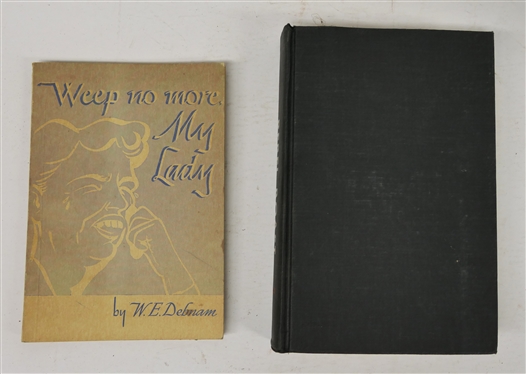 Weep no more,
My
Lady
by W.E. Debnam